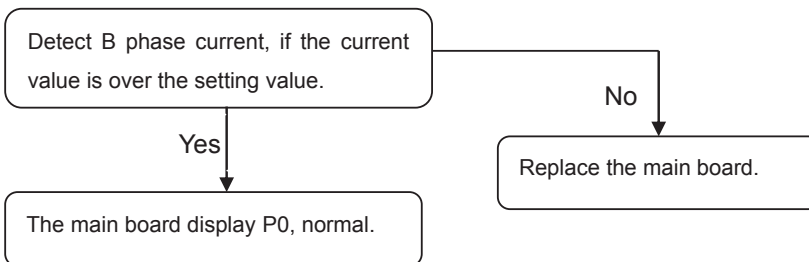 Detect B phase current, if the current
value is over the setting value.
No
Yes
Replace the main board.
The main board display P0, normal.